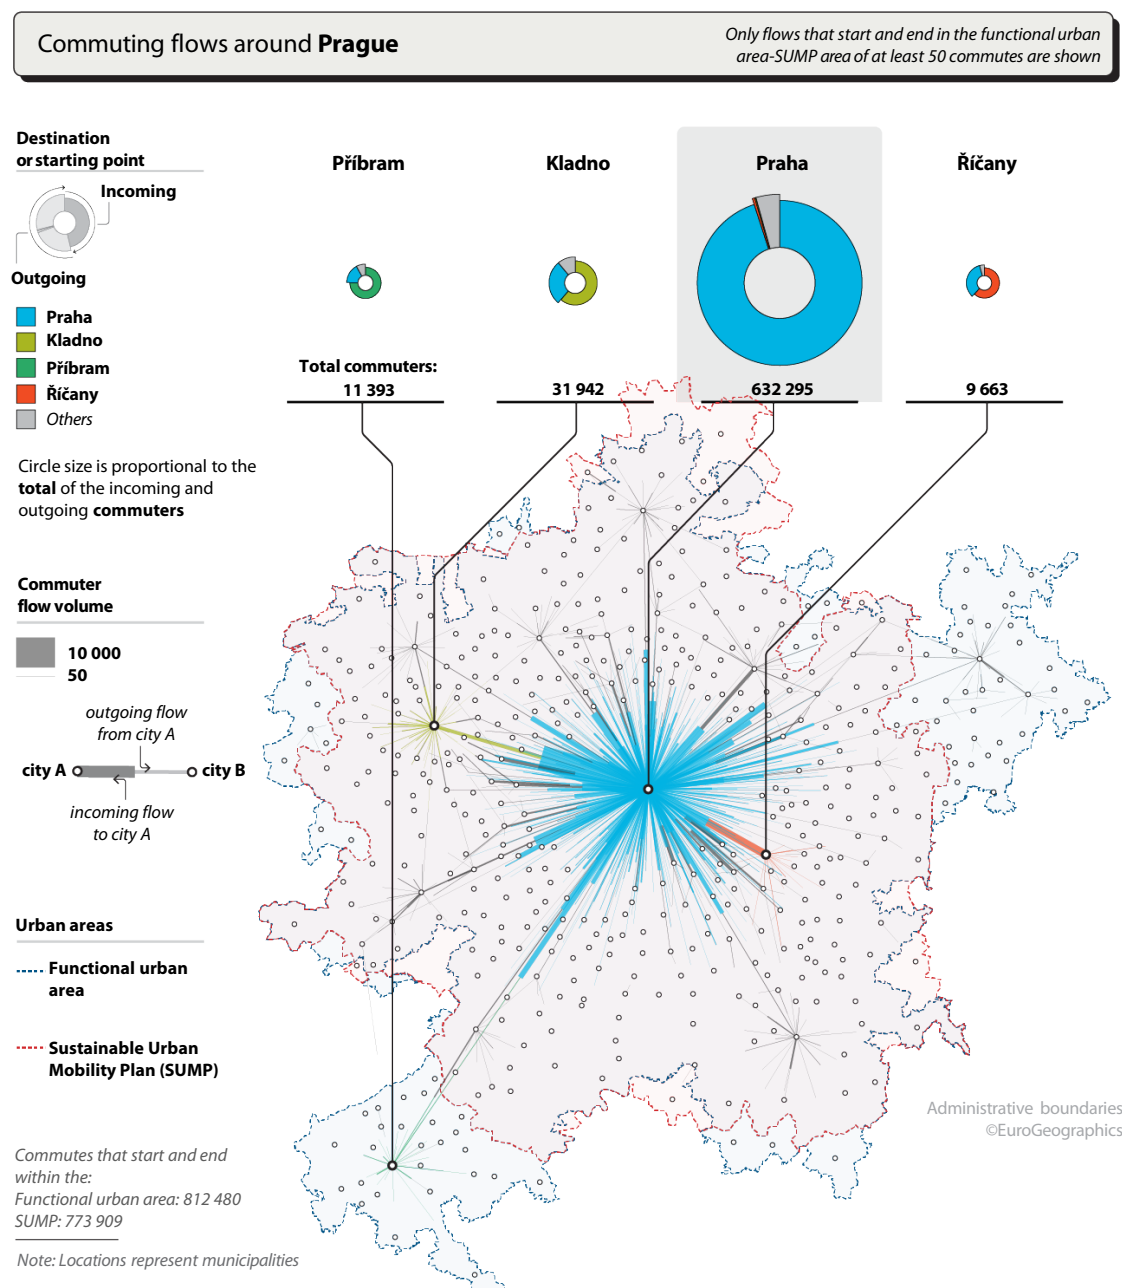 Commuting flows around Prague
Only flows that start and end in the functional urban
area-SUMP area of at least 50 commutes are shown
Destination
or starting point
Incoming
Outgoing
Praha
Kladno
Příbram
Říčany
Others
Příbram
Kladno
Praha
Říčany
Total commuters:
11 393
31 942
632 295
9 663
Circle size is proportional to the
total of the incoming and
outgoing commuters
Commuter
flow volume
10 000
50
outgoing flow
from city A
city A
city B
incoming flow
to city A
Urban areas
Functional urban
area
Sustainable Urban
Mobility Plan (SUMP)
Administrative boundaries
©EuroGeographics
Commutes that start and end
within the:
Functional urban area: 812 480
SUMP: 773 909
Note: Locations represent municipalities